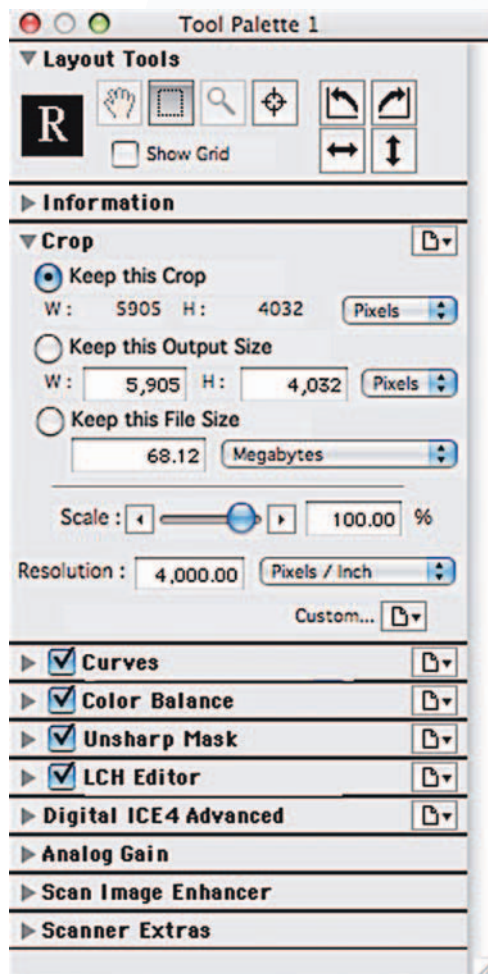 Tool Palette 1
Layout Tools
R
Show Grid
Information
Crop
Keep this Crop
W: 5905 H: 4032 Pixels
Keep this Output Size
W: 5,905 H: 4,032 Pixels
Keep this File Size
68.12 Megabytes
Scale : 100.00 %
Resolution : 4,000.00 Pixels / Inch
Custom...
Curves
Color Balance
Unsharp Mask
LCH Editor
Digital ICE4 Advanced
Analog Gain
Scan Image Enhancer
Scanner Extras